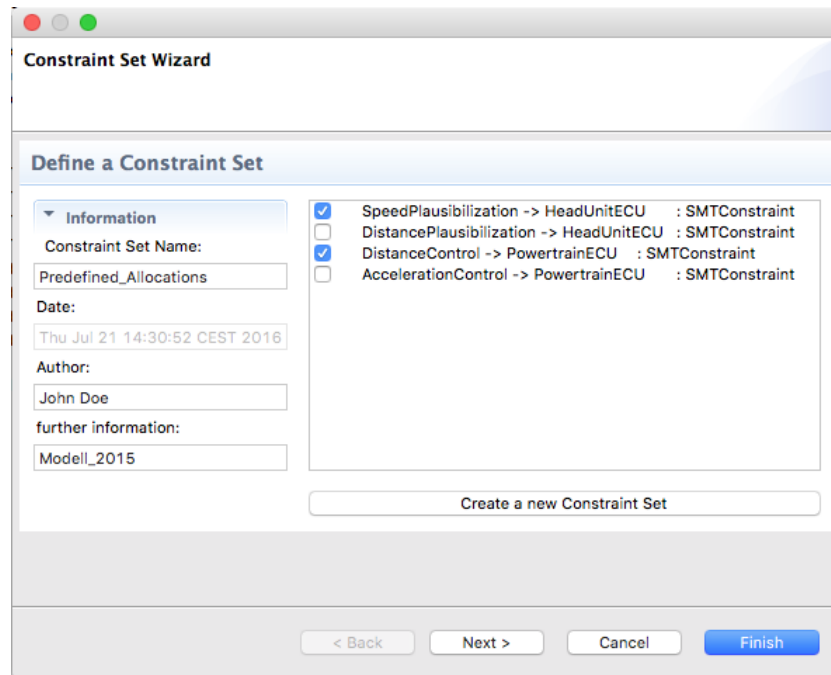 Constraint Set Wizard
Define a Constraint Set
Information
Constraint Set Name:
Predefined_Allocations
Date:
Thu Jul 21 14:30:52 CEST 2016
Author:
John Doe
further information:
Modell_2015
SpeedPlausibilization -> HeadUnitECU : SMTConstraint
DistancePlausibilization -> HeadUnitECU : SMTConstraint
DistanceControl -> PowertrainECU : SMTConstraint
AccelerationControl -> PowertrainECU : SMTConstraint
Create a new Constraint Set
< Back Next > Cancel Finish